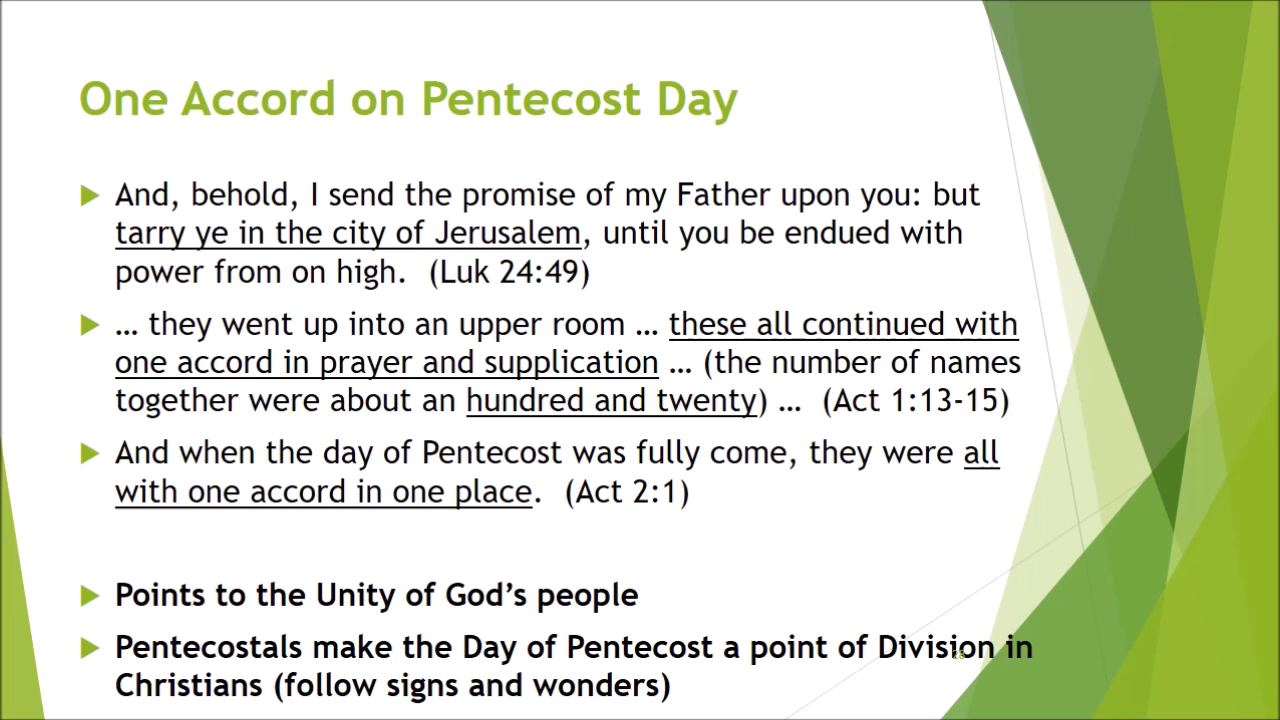 One Accord on Pentecost Day
And, behold, I send the promise of my Father upon you: but
tarry ye in the city of Jerusalem, until you be endued with
power from on high. (Luk 24:49)
… they went up into an upper room … these all continued with
one accord in prayer and supplication … (the number of names
together were about an hundred and twenty) … (Act 1:13-15)
And when the day of Pentecost was fully come, they were all
with one accord in one place. (Act 2:1)
Points to the Unity of God’s people
Pentecostals make the Day of Pentecost a point of Division in
Christians (follow signs and wonders)